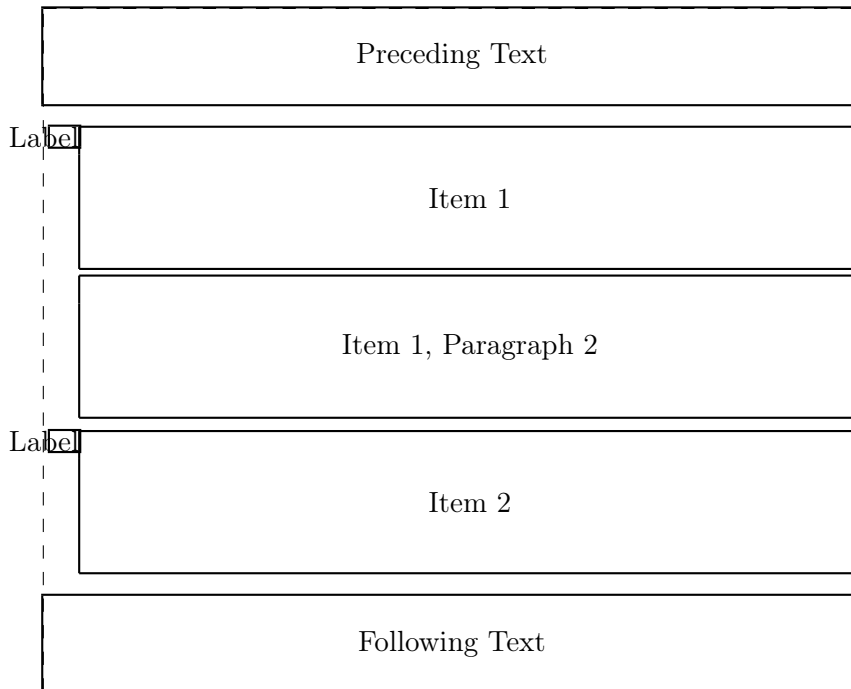 Preceding Text
Label
Item 1
Item 1, Paragraph 2
Label
Item 2
Following Text